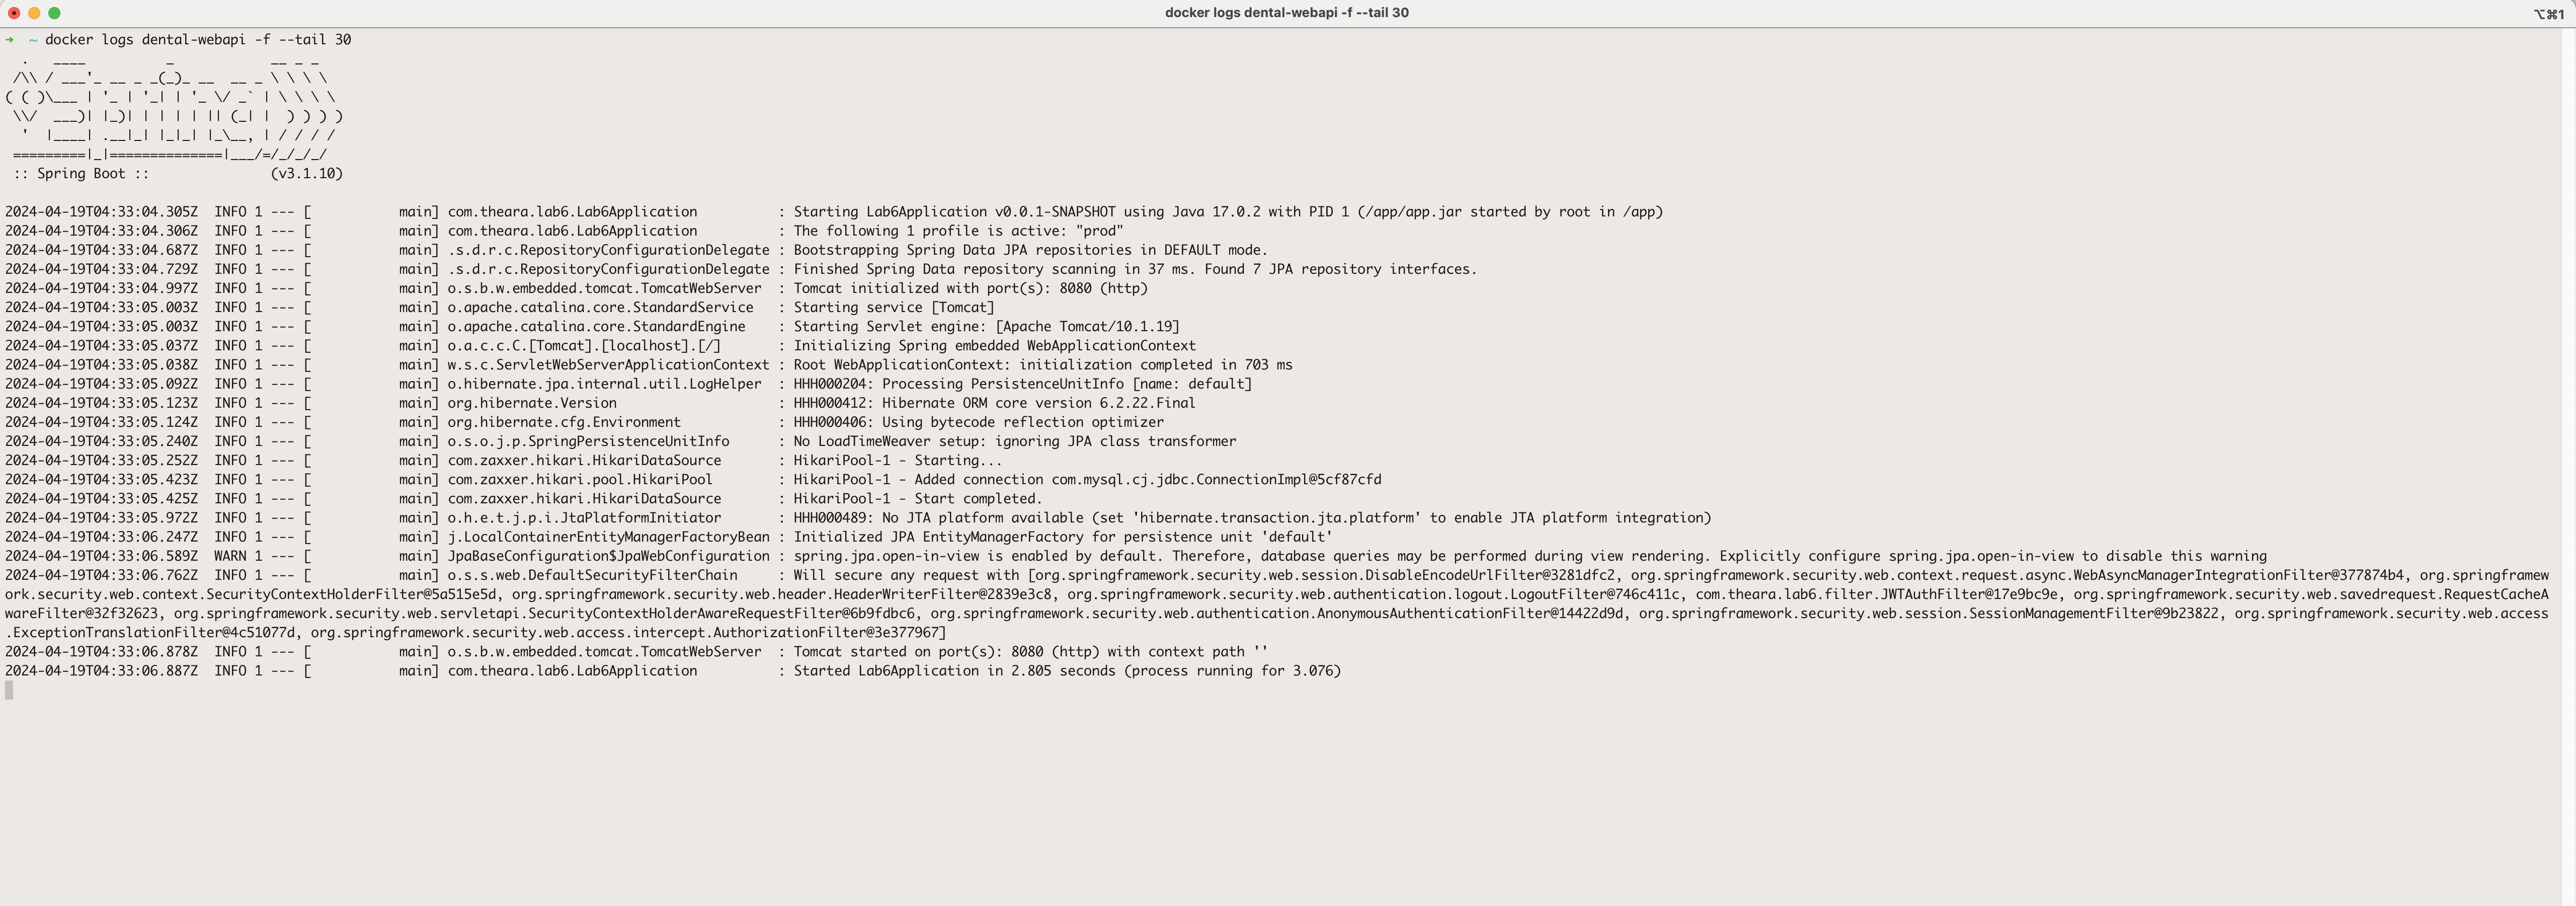 docker logs dental-webapi -f --tail 30
⌥⌘1
➜  ~ docker logs dental-webapi -f --tail 30
  .   ____          _            __ _ _
 /\\ / ___'_ __ _ _(_)_ __  __ _ \ \ \ \
( ( )\___ | '_ | '_| | '_ \/ _` | \ \ \ \
 \\/  ___)| |_)| | | | | || (_| |  ) ) ) )
  '  |____| .__|_| |_|_| |_\__, | / / / /
 =========|_|==============|___/=/_/_/_/
 :: Spring Boot ::               (v3.1.10)
2024-04-19T04:33:04.305Z  INFO 1 --- [           main] com.theara.lab6.Lab6Application          : Starting Lab6Application v0.0.1-SNAPSHOT using Java 17.0.2 with PID 1 (/app/app.jar started by root in /app)
2024-04-19T04:33:04.306Z  INFO 1 --- [           main] com.theara.lab6.Lab6Application          : The following 1 profile is active: "prod"
2024-04-19T04:33:04.687Z  INFO 1 --- [           main] .s.d.r.c.RepositoryConfigurationDelegate : Bootstrapping Spring Data JPA repositories in DEFAULT mode.
2024-04-19T04:33:04.729Z  INFO 1 --- [           main] .s.d.r.c.RepositoryConfigurationDelegate : Finished Spring Data repository scanning in 37 ms. Found 7 JPA repository interfaces.
2024-04-19T04:33:04.997Z  INFO 1 --- [           main] o.s.b.w.embedded.tomcat.TomcatWebServer  : Tomcat initialized with port(s): 8080 (http)
2024-04-19T04:33:05.003Z  INFO 1 --- [           main] o.apache.catalina.core.StandardService   : Starting service [Tomcat]
2024-04-19T04:33:05.003Z  INFO 1 --- [           main] o.apache.catalina.core.StandardEngine    : Starting Servlet engine: [Apache Tomcat/10.1.19]
2024-04-19T04:33:05.037Z  INFO 1 --- [           main] o.a.c.c.C.[Tomcat].[localhost].[/]       : Initializing Spring embedded WebApplicationContext
2024-04-19T04:33:05.038Z  INFO 1 --- [           main] w.s.c.ServletWebServerApplicationContext : Root WebApplicationContext: initialization completed in 703 ms
2024-04-19T04:33:05.092Z  INFO 1 --- [           main] o.hibernate.jpa.internal.util.LogHelper  : HHH000204: Processing PersistenceUnitInfo [name: default]
2024-04-19T04:33:05.123Z  INFO 1 --- [           main] org.hibernate.Version                    : HHH000412: Hibernate ORM core version 6.2.22.Final
2024-04-19T04:33:05.124Z  INFO 1 --- [           main] org.hibernate.cfg.Environment            : HHH000406: Using bytecode reflection optimizer
2024-04-19T04:33:05.240Z  INFO 1 --- [           main] o.s.o.j.p.SpringPersistenceUnitInfo      : No LoadTimeWeaver setup: ignoring JPA class transformer
2024-04-19T04:33:05.252Z  INFO 1 --- [           main] com.zaxxer.hikari.HikariDataSource       : HikariPool-1 - Starting...
2024-04-19T04:33:05.423Z  INFO 1 --- [           main] com.zaxxer.hikari.pool.HikariPool        : HikariPool-1 - Added connection com.mysql.cj.jdbc.ConnectionImpl@5cf87cfd
2024-04-19T04:33:05.425Z  INFO 1 --- [           main] com.zaxxer.hikari.HikariDataSource       : HikariPool-1 - Start completed.
2024-04-19T04:33:05.972Z  INFO 1 --- [           main] o.h.e.t.j.p.i.JtaPlatformInitiator       : HHH000489: No JTA platform available (set 'hibernate.transaction.jta.platform' to enable JTA platform integration)
2024-04-19T04:33:06.247Z  INFO 1 --- [           main] j.LocalContainerEntityManagerFactoryBean : Initialized JPA EntityManagerFactory for persistence unit 'default'
2024-04-19T04:33:06.589Z  WARN 1 --- [           main] JpaBaseConfiguration$JpaWebConfiguration : spring.jpa.open-in-view is enabled by default. Therefore, database queries may be performed during view rendering. Explicitly configure spring.jpa.open-in-view to disable this warning
2024-04-19T04:33:06.762Z  INFO 1 --- [           main] o.s.s.web.DefaultSecurityFilterChain     : Will secure any request with [org.springframework.security.web.session.DisableEncodeUrlFilter@3281dfc2, org.springframework.security.web.context.request.async.WebAsyncManagerIntegrationFilter@377874b4, org.springframew
ork.security.web.context.SecurityContextHolderFilter@5a515e5d, org.springframework.security.web.header.HeaderWriterFilter@2839e3c8, org.springframework.security.web.authentication.logout.LogoutFilter@746c411c, com.theara.lab6.filter.JWTAuthFilter@17e9bc9e, org.springframework.security.web.savedrequest.RequestCacheA
wareFilter@32f32623, org.springframework.security.web.servletapi.SecurityContextHolderAwareRequestFilter@6b9fdbc6, org.springframework.security.web.authentication.AnonymousAuthenticationFilter@14422d9d, org.springframework.security.web.session.SessionManagementFilter@9b23822, org.springframework.security.web.access
.ExceptionTranslationFilter@4c51077d, org.springframework.security.web.access.intercept.AuthorizationFilter@3e377967]
2024-04-19T04:33:06.878Z  INFO 1 --- [           main] o.s.b.w.embedded.tomcat.TomcatWebServer  : Tomcat started on port(s): 8080 (http) with context path ''
2024-04-19T04:33:06.887Z  INFO 1 --- [           main] com.theara.lab6.Lab6Application          : Started Lab6Application in 2.805 seconds (process running for 3.076)